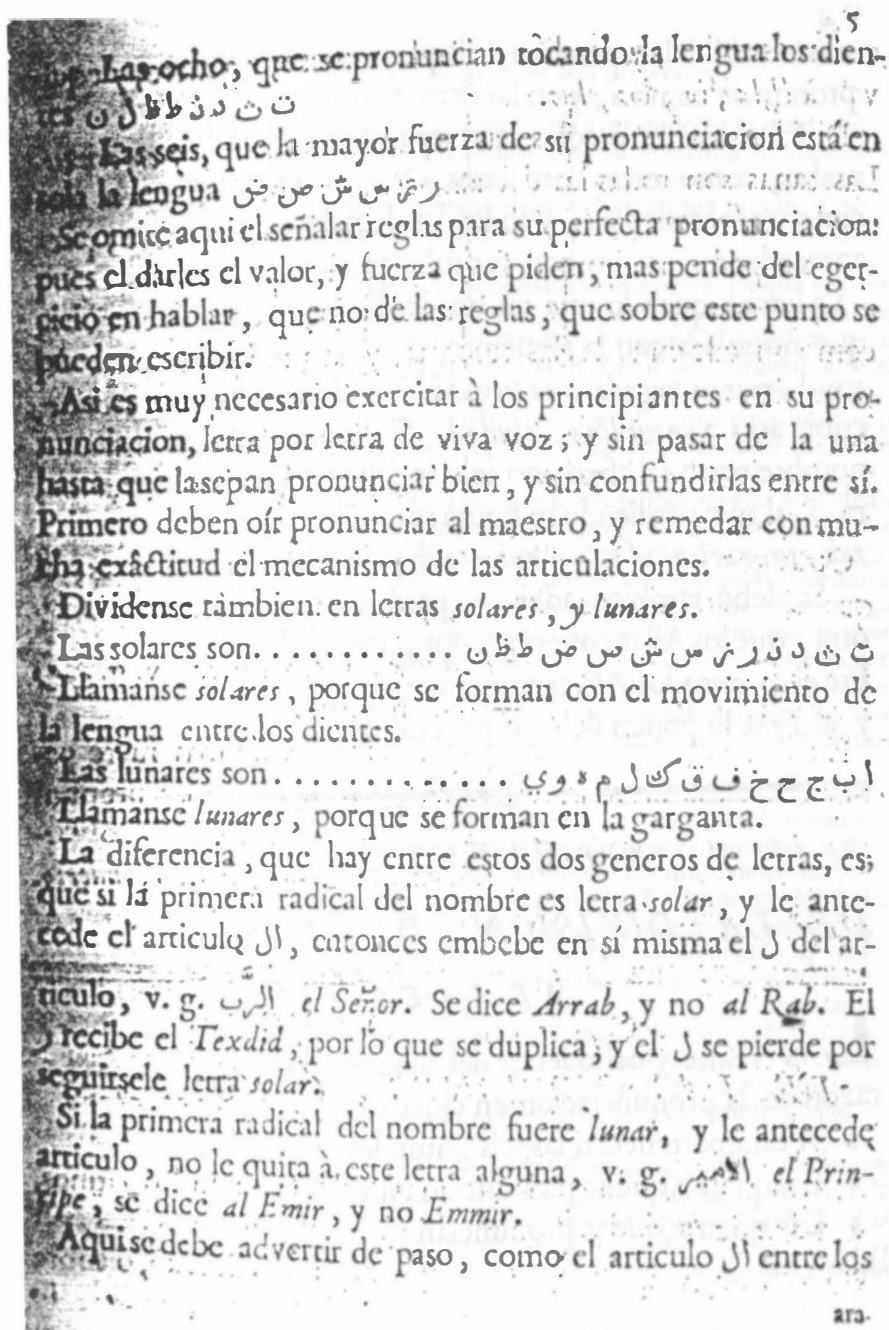 5
Las ocho, que se pronuncian tocando la lengua los dien-
tes ت ث د ذ ط ظ ل ن
Las seis, que la mayor fuerza de su pronunciacion está en
sola la lengua ر ز س ش ص ض
Se omite aqui el señalar reglas para su perfecta pronunciacion:
pues el darles el valor, y fuerza que piden, mas pende del eger-
cicio en hablar, que no de las reglas, que sobre este punto se
pueden escribir.
Asi es muy necesario exercitar à los principiantes en su pro-
nunciacion, letra por letra de viva voz; y sin pasar de la una
hasta que la sepan pronunciar bien, y sin confundirlas entre sí.
Primero deben oír pronunciar al maestro, y remedar con mu-
cha exâctitud el mecanismo de las articulaciones.
Dividense tambien en letras solares, y lunares.
Las solares son. . . . . . . . . . . . ت ث د ذ ر ز س ش ص ض ط ظ ن
Llamanse solares, porque se forman con el movimiento de
la lengua entre los dientes.
Las lunares son . . . . . . . . . . . . . ا ب ج ح خ ف ق ك ل م ه و ي
Llamanse lunares, porque se forman en la garganta.
La diferencia, que hay entre estos dos generos de letras, es;
que si la primera radical del nombre es letra solar, y le ante-
cede el articulo ال, entonces embebe en sí misma el ل del ar-
ticulo, v. g. الرّب el Señor. Se dice Arrab, y no al Rab. El
ر recibe el Texdid, por lo que se duplica; y el ل se pierde por
seguirsele letra solar.
Si la primera radical del nombre fuere lunar, y le antecede
articulo, no le quita à este letra alguna, v. g. الامير el Prin-
cipe, se dice al Emir, y no Emmir.
Aqui se debe advertir de paso, como el articulo ال entre los
ara-